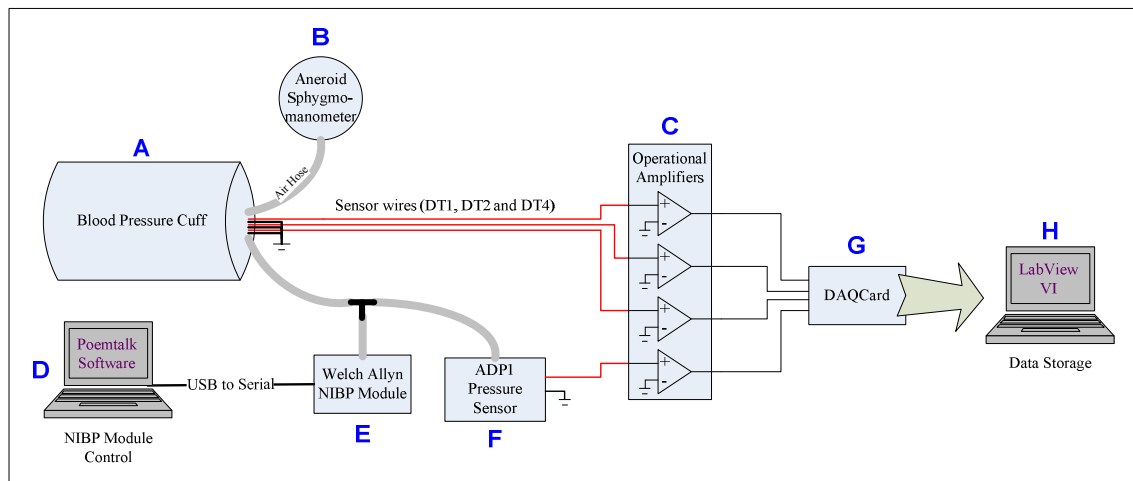 B
Aneroid
Sphygmo-
manometer
A
Air Hose
Blood Pressure Cuff
Sensor wires (DT1, DT2 and DT4)
C
Operational
Amplifiers
+
-
+
-
+
-
+
-
G
DAQCard
H
LabView
VI
Data Storage
D
Poemtalk
Software
NIBP Module
Control
USB to Serial
Welch Allyn
NIBP Module
E
ADP1
Pressure
Sensor
F